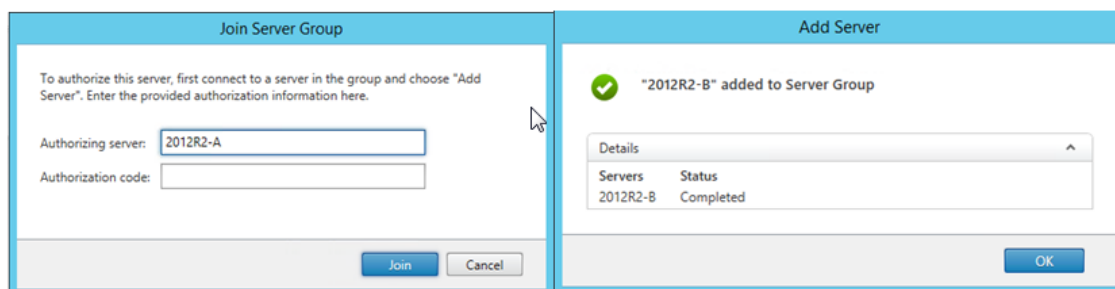 Join Server Group
To authorize this server, first connect to a server in the group and choose "Add
Server". Enter the provided authorization information here.
Authorizing server: 2012R2-A
Authorization code:
Join Cancel
Add Server
"2012R2-B" added to Server Group
Details
Servers Status
2012R2-B Completed
OK